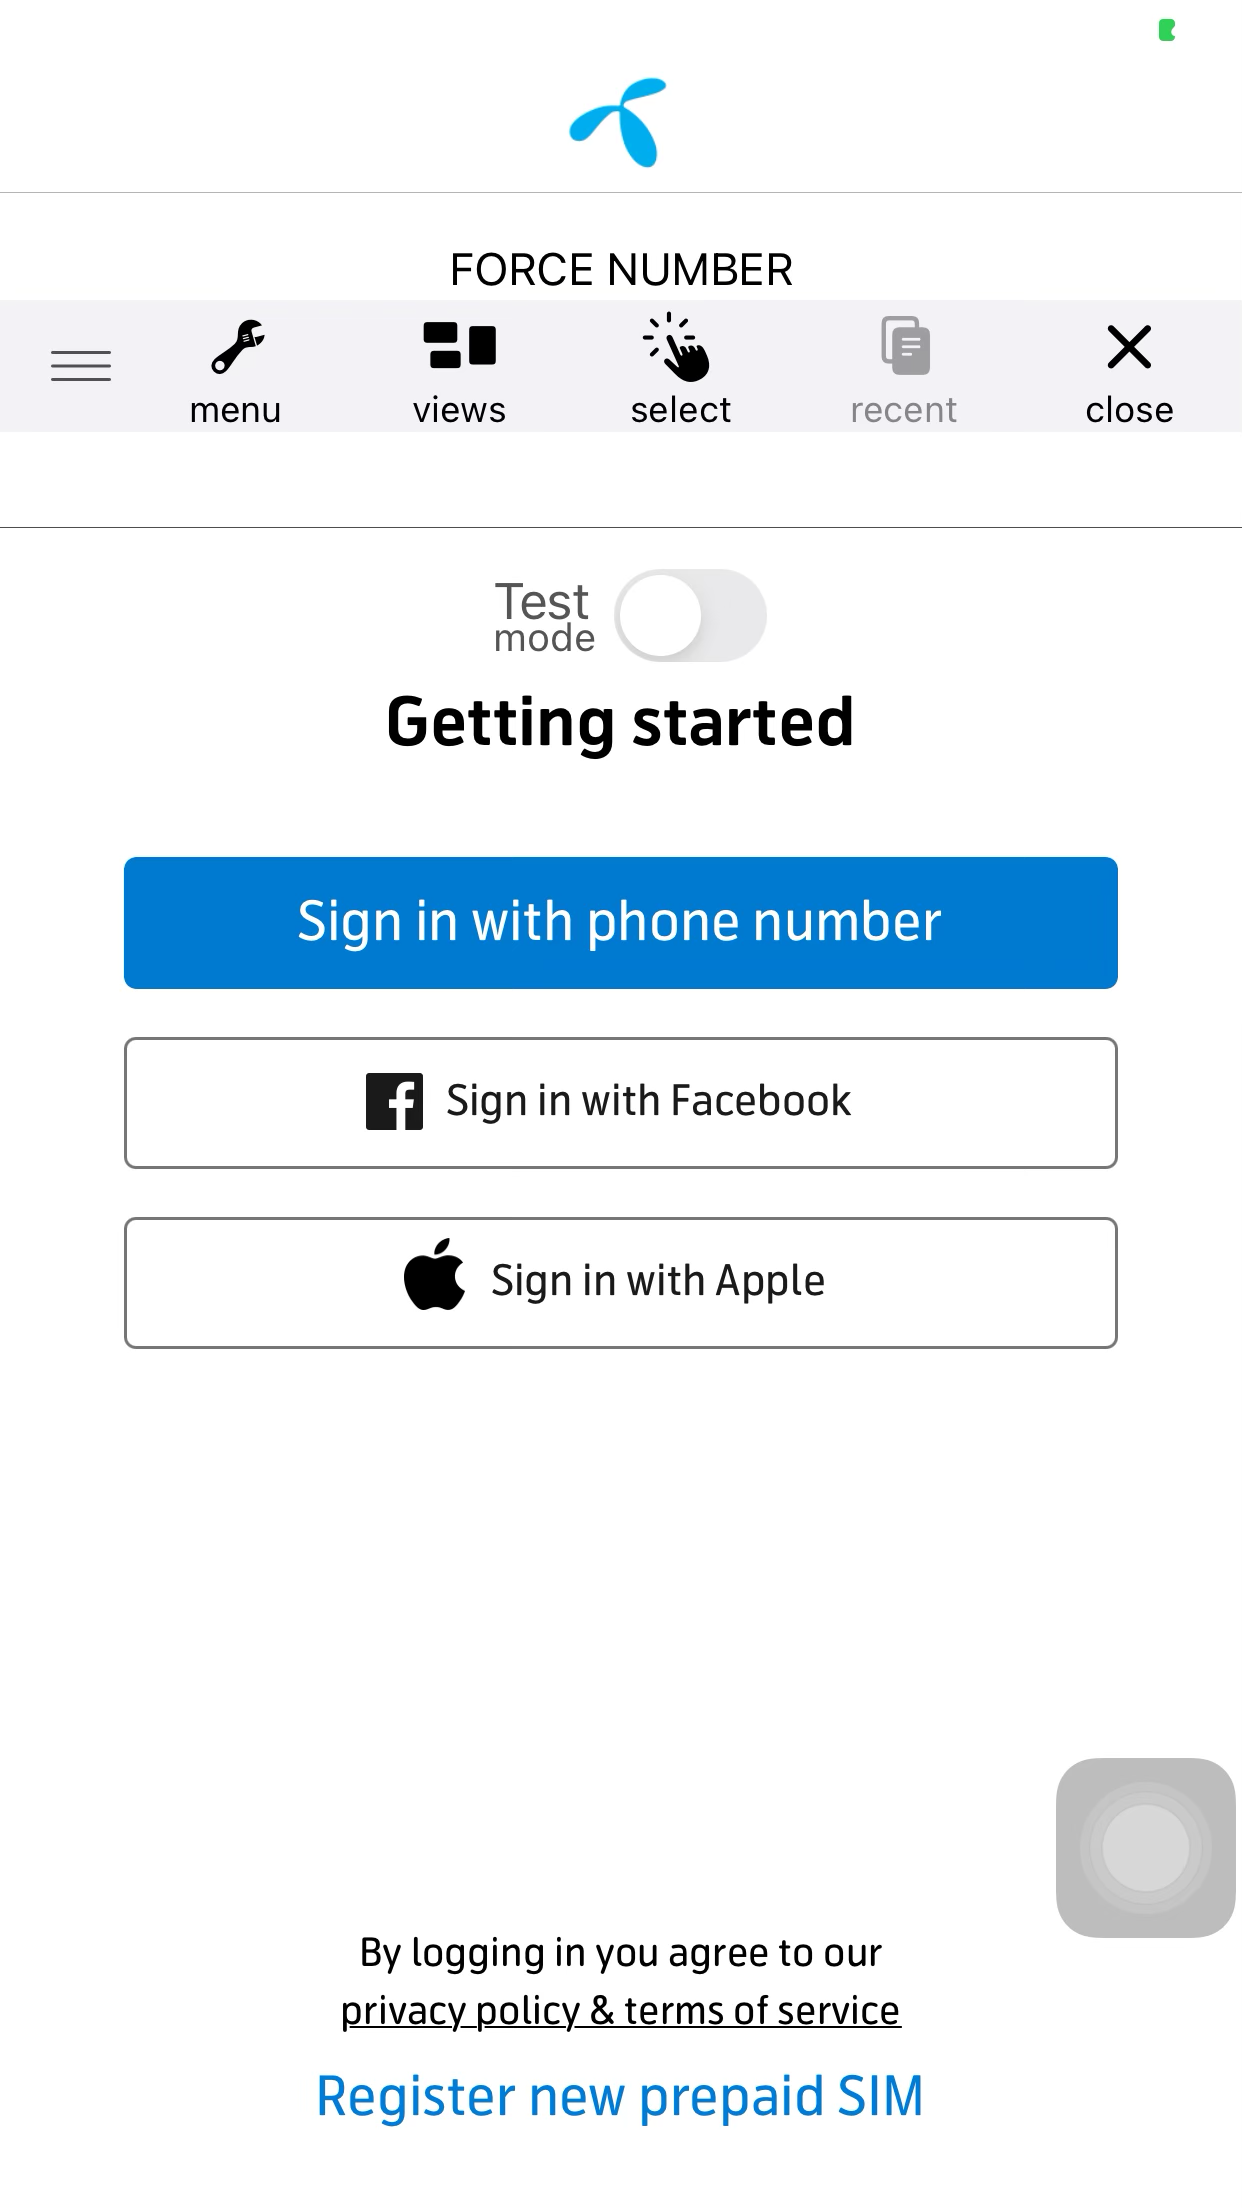 FORCE NUMBER
menu views select recent close
Test
mode
Getting started
Sign in with phone number
Sign in with Facebook
Sign in with Apple
By logging in you agree to our
privacy policy & terms of service
Register new prepaid SIM